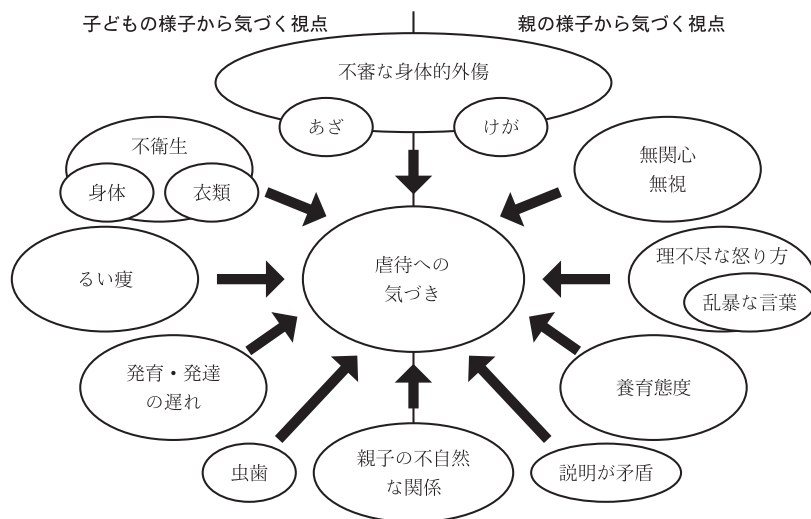 子どもの様子から気づく視点
親の様子から気づく視点
不審な身体的外傷
あざ
けが
不衛生
身体
衣類
無関心
無視
るい痩
虐待への
気づき
理不尽な怒り方
乱暴な言葉
発育・発達
の遅れ
養育態度
虫歯
親子の不自然
な関係
説明が矛盾